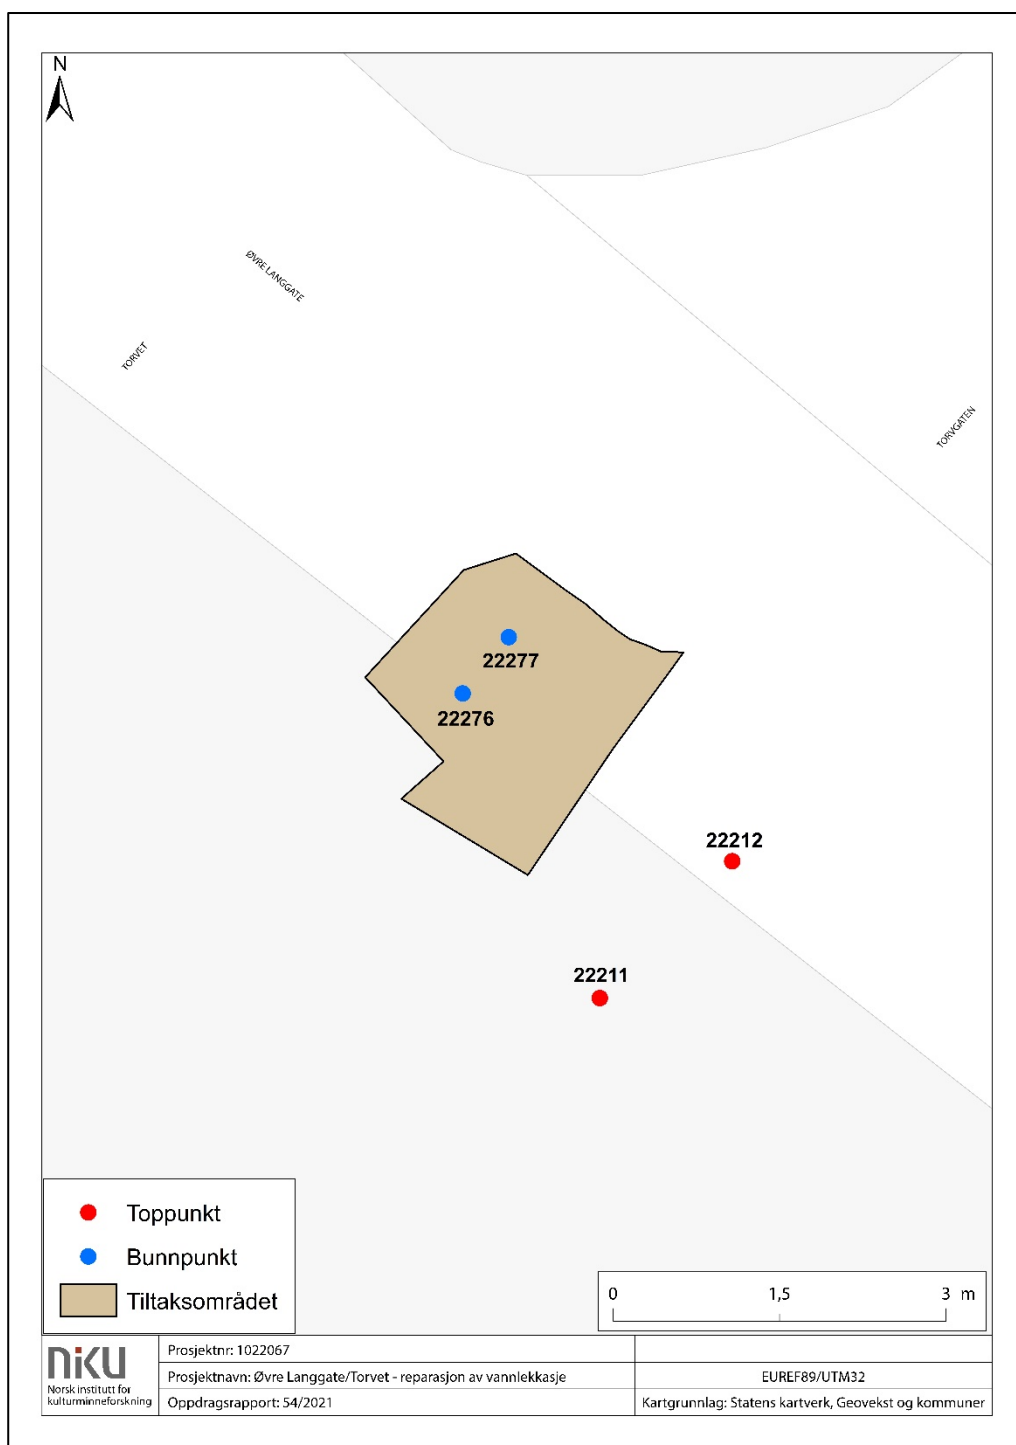 N
ØVRE LANGGATE
TORVET
TORVGATEN
22277
22276
22212
22211
Toppunkt
Bunnpunkt
Tiltaksområdet
0 1,5 3 m
niku
Norsk institutt for
kulturminneforskning
Prosjektnr: 1022067
Prosjektnavn: Øvre Langgate/Torvet - reparasjon av vannlekkasje
EUREF89/UTM32
Oppdragsrapport: 54/2021
Kartgrunnlag: Statens kartverk, Geovekst og kommuner